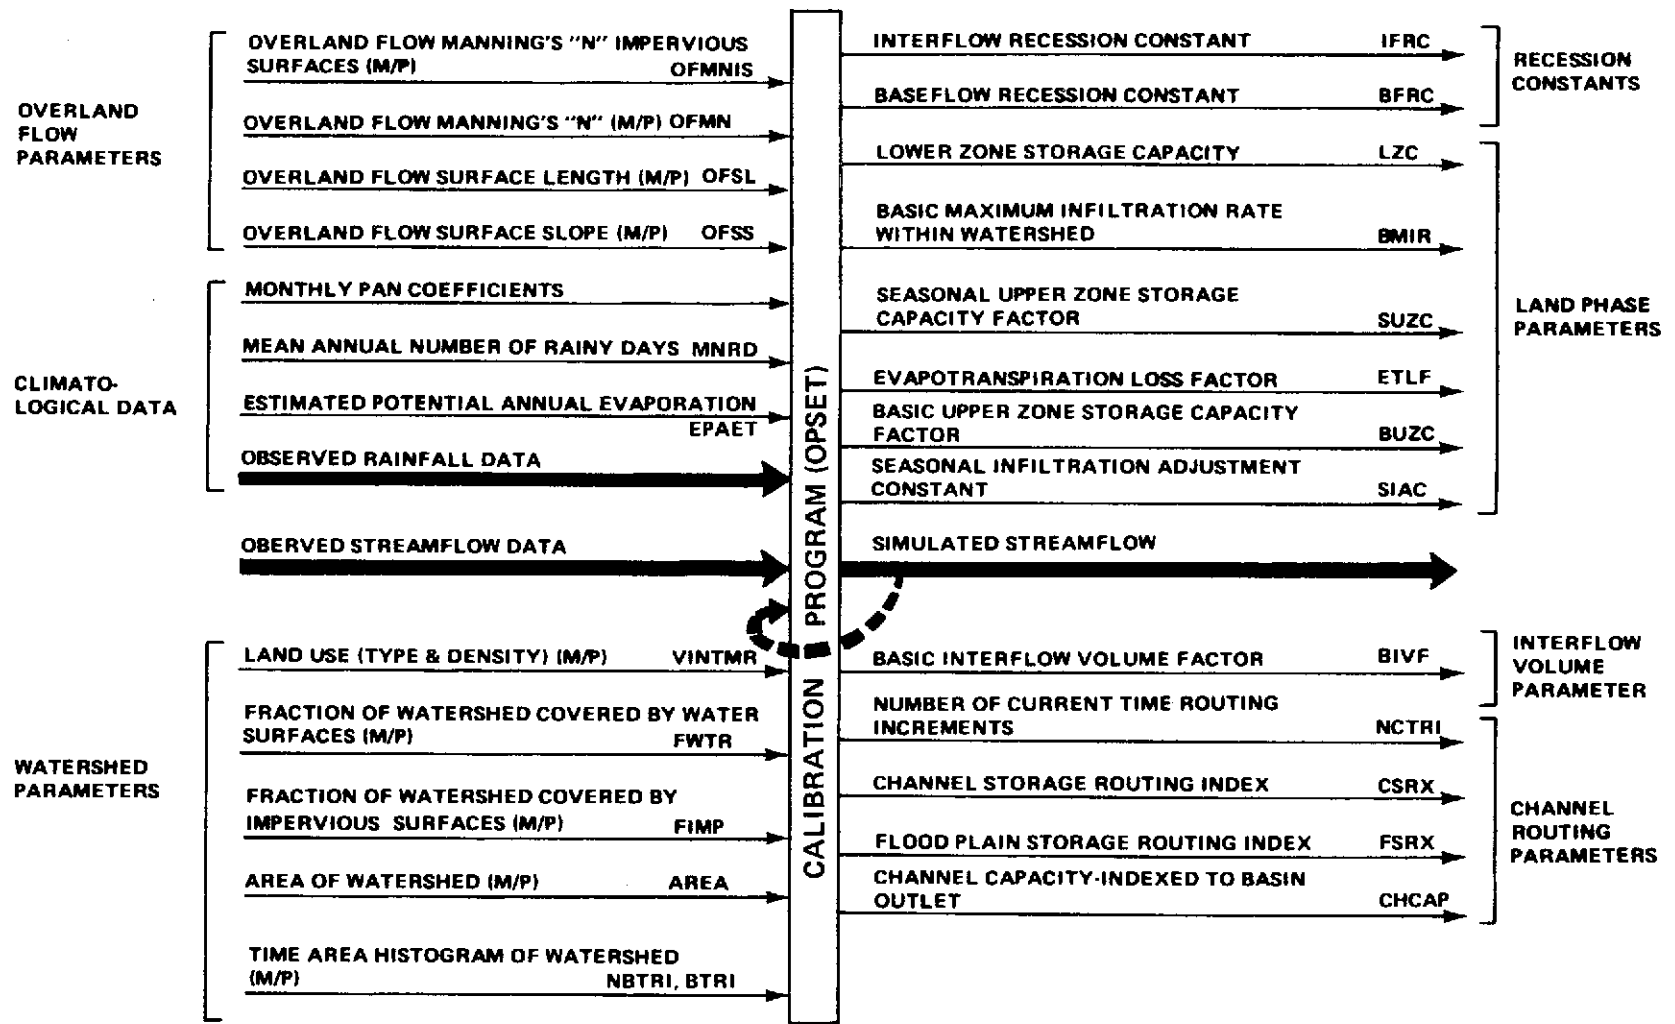 OVERLAND
FLOW
PARAMETERS
OVERLAND FLOW MANNING'S "N" IMPERVIOUS
SURFACES (M/P) OFMNIS
OVERLAND FLOW MANNING'S "N" (M/P) OFMN
OVERLAND FLOW SURFACE LENGTH (M/P) OFSL
OVERLAND FLOW SURFACE SLOPE (M/P) OFSS
CLIMATO-
LOGICAL DATA
MONTHLY PAN COEFFICIENTS
MEAN ANNUAL NUMBER OF RAINY DAYS MNRD
ESTIMATED POTENTIAL ANNUAL EVAPORATION
EPAET
OBSERVED RAINFALL DATA
OBERVED STREAMFLOW DATA
WATERSHED
PARAMETERS
LAND USE (TYPE & DENSITY) (M/P) VINTMR
FRACTION OF WATERSHED COVERED BY WATER
SURFACES (M/P) FWTR
FRACTION OF WATERSHED COVERED BY
IMPERVIOUS SURFACES (M/P) FIMP
AREA OF WATERSHED (M/P) AREA
TIME AREA HISTOGRAM OF WATERSHED
(M/P) NBTRI, BTRI
CALIBRATION PROGRAM (OPSET)
INTERFLOW RECESSION CONSTANT IFRC
BASEFLOW RECESSION CONSTANT BFRC
RECESSION
CONSTANTS
LOWER ZONE STORAGE CAPACITY LZC
BASIC MAXIMUM INFILTRATION RATE
WITHIN WATERSHED BMIR
SEASONAL UPPER ZONE STORAGE
CAPACITY FACTOR SUZC
EVAPOTRANSPIRATION LOSS FACTOR ETLF
BASIC UPPER ZONE STORAGE CAPACITY
FACTOR BUZC
SEASONAL INFILTRATION ADJUSTMENT
CONSTANT SIAC
LAND PHASE
PARAMETERS
SIMULATED STREAMFLOW
BASIC INTERFLOW VOLUME FACTOR BIVF
INTERFLOW
VOLUME
PARAMETER
NUMBER OF CURRENT TIME ROUTING
INCREMENTS NCTRI
CHANNEL STORAGE ROUTING INDEX CSRX
FLOOD PLAIN STORAGE ROUTING INDEX FSRX
CHANNEL CAPACITY-INDEXED TO BASIN
OUTLET CHCAP
CHANNEL
ROUTING
PARAMETERS